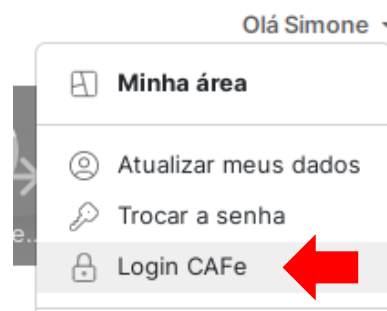 Olá Simone
Minha área
Atualizar meus dados
Trocar a senha
e..
Login CAFe